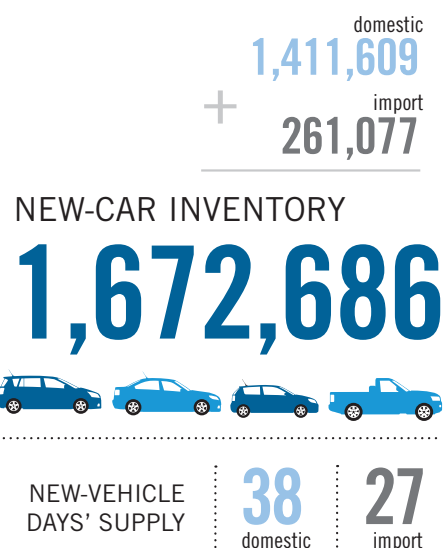 domestic
1,411,609
+
import
261,077
NEW-CAR INVENTORY
1,672,686
NEW-VEHICLE
DAYS' SUPPLY
38
domestic
27
import